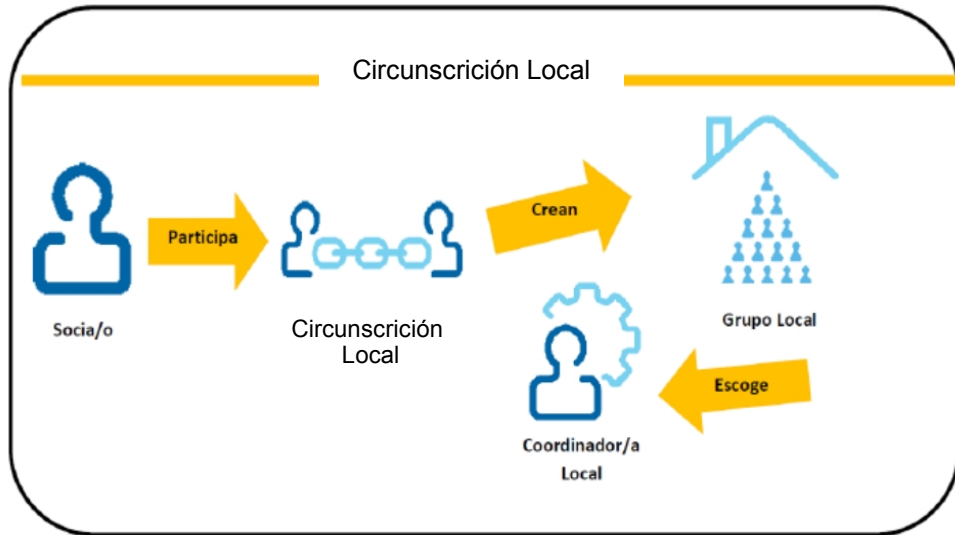 Circunscrición Local
Participa
Crean
Socia/o
Circunscrición
Local
Grupo Local
Escoge
Coordinador/a
Local